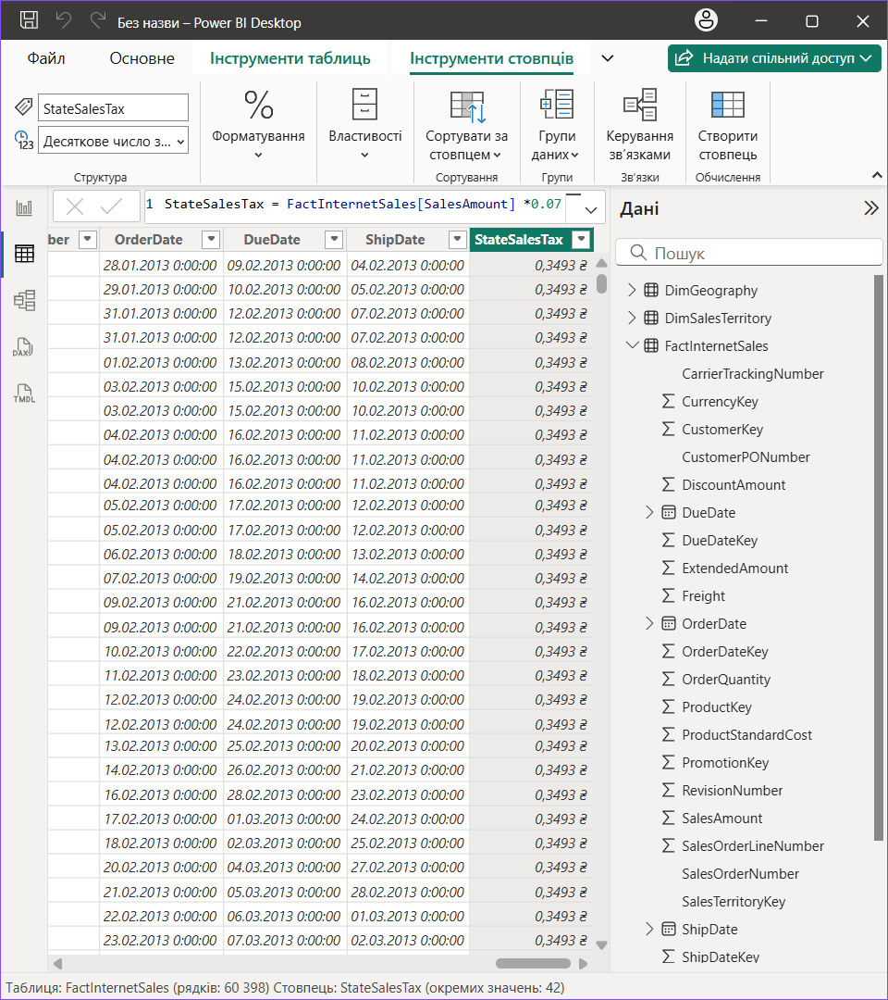 Без назви – Power BI Desktop
Файл Основне Інструменти таблиць Інструменти стовпців Надати спільний доступ
StateSalesTax
123 Десяткове число з...
Структура
Форматування
Властивості
Сортувати за стовпцем
Сортування
Групи даних
Групи
Керування зв’язками
Зв’язки
Створити стовпець
Обчислення
1 StateSalesTax = FactInternetSales[SalesAmount] *0.07
DAX
TMDL
ber OrderDate DueDate ShipDate StateSalesTax
28.01.2013 0:00:00 09.02.2013 0:00:00 04.02.2013 0:00:00 0,3493 ₴
29.01.2013 0:00:00 10.02.2013 0:00:00 05.02.2013 0:00:00 0,3493 ₴
31.01.2013 0:00:00 12.02.2013 0:00:00 07.02.2013 0:00:00 0,3493 ₴
31.01.2013 0:00:00 12.02.2013 0:00:00 07.02.2013 0:00:00 0,3493 ₴
01.02.2013 0:00:00 13.02.2013 0:00:00 08.02.2013 0:00:00 0,3493 ₴
03.02.2013 0:00:00 15.02.2013 0:00:00 10.02.2013 0:00:00 0,3493 ₴
03.02.2013 0:00:00 15.02.2013 0:00:00 10.02.2013 0:00:00 0,3493 ₴
04.02.2013 0:00:00 16.02.2013 0:00:00 11.02.2013 0:00:00 0,3493 ₴
04.02.2013 0:00:00 16.02.2013 0:00:00 11.02.2013 0:00:00 0,3493 ₴
04.02.2013 0:00:00 16.02.2013 0:00:00 11.02.2013 0:00:00 0,3493 ₴
05.02.2013 0:00:00 17.02.2013 0:00:00 12.02.2013 0:00:00 0,3493 ₴
05.02.2013 0:00:00 17.02.2013 0:00:00 12.02.2013 0:00:00 0,3493 ₴
06.02.2013 0:00:00 18.02.2013 0:00:00 13.02.2013 0:00:00 0,3493 ₴
07.02.2013 0:00:00 19.02.2013 0:00:00 14.02.2013 0:00:00 0,3493 ₴
09.02.2013 0:00:00 21.02.2013 0:00:00 16.02.2013 0:00:00 0,3493 ₴
09.02.2013 0:00:00 21.02.2013 0:00:00 16.02.2013 0:00:00 0,3493 ₴
10.02.2013 0:00:00 22.02.2013 0:00:00 17.02.2013 0:00:00 0,3493 ₴
11.02.2013 0:00:00 23.02.2013 0:00:00 18.02.2013 0:00:00 0,3493 ₴
12.02.2013 0:00:00 24.02.2013 0:00:00 19.02.2013 0:00:00 0,3493 ₴
12.02.2013 0:00:00 24.02.2013 0:00:00 19.02.2013 0:00:00 0,3493 ₴
13.02.2013 0:00:00 25.02.2013 0:00:00 20.02.2013 0:00:00 0,3493 ₴
14.02.2013 0:00:00 26.02.2013 0:00:00 21.02.2013 0:00:00 0,3493 ₴
16.02.2013 0:00:00 28.02.2013 0:00:00 23.02.2013 0:00:00 0,3493 ₴
17.02.2013 0:00:00 01.03.2013 0:00:00 24.02.2013 0:00:00 0,3493 ₴
18.02.2013 0:00:00 02.03.2013 0:00:00 25.02.2013 0:00:00 0,3493 ₴
20.02.2013 0:00:00 04.03.2013 0:00:00 27.02.2013 0:00:00 0,3493 ₴
21.02.2013 0:00:00 05.03.2013 0:00:00 28.02.2013 0:00:00 0,3493 ₴
22.02.2013 0:00:00 06.03.2013 0:00:00 01.03.2013 0:00:00 0,3493 ₴
23.02.2013 0:00:00 07.03.2013 0:00:00 02.03.2013 0:00:00 0,3493 ₴
Дані
Пошук
DimGeography
DimSalesTerritory
FactInternetSales
CarrierTrackingNumber
CurrencyKey
CustomerKey
CustomerPONumber
DiscountAmount
DueDate
DueDateKey
ExtendedAmount
Freight
OrderDate
OrderDateKey
OrderQuantity
ProductKey
ProductStandardCost
PromotionKey
RevisionNumber
SalesAmount
SalesOrderLineNumber
SalesOrderNumber
SalesTerritoryKey
ShipDate
ShipDateKey
Таблиця: FactInternetSales (рядків: 60 398) Стовпець: StateSalesTax (окремих значень: 42)